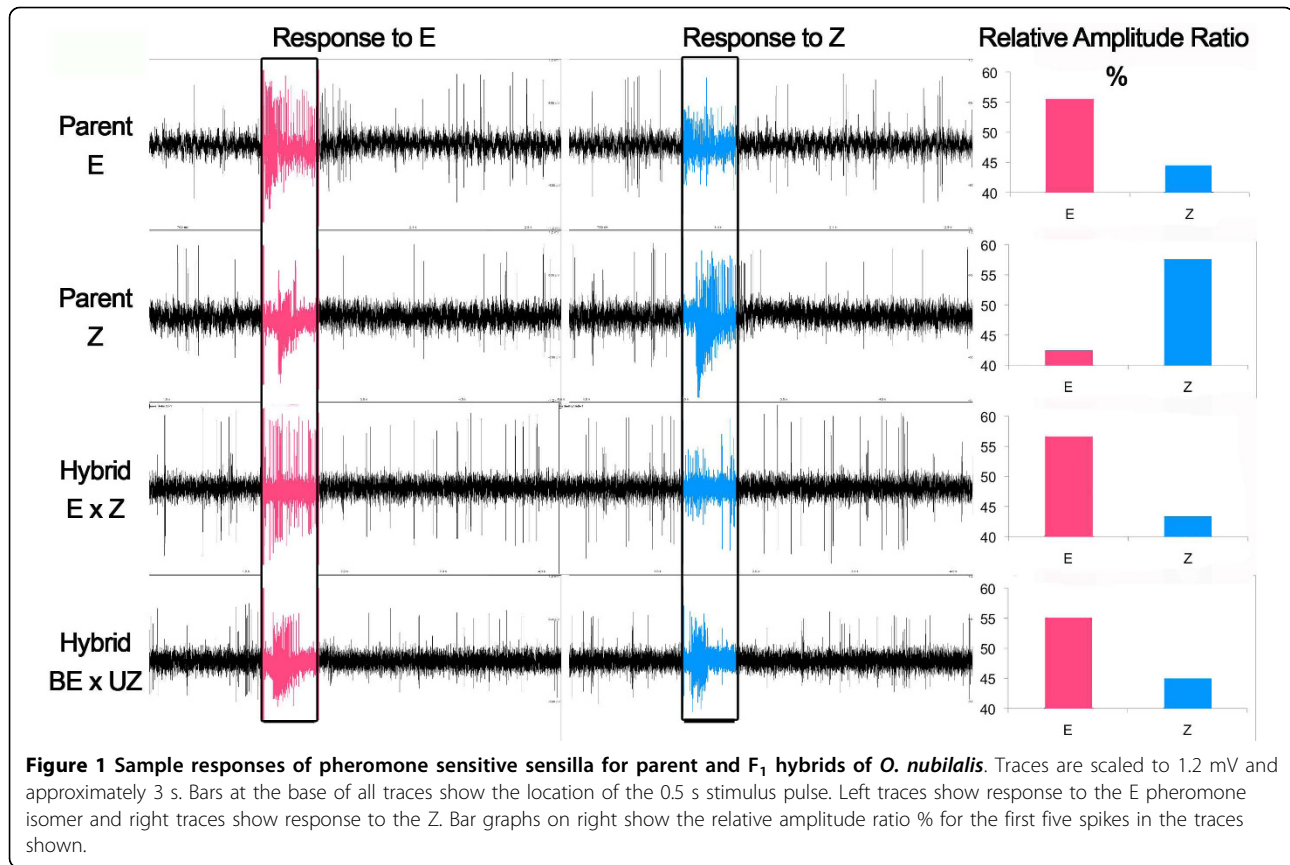 Response to E
Response to Z
Relative Amplitude Ratio
%
Parent
E
60
55
50
45
40
E
Z
Parent
Z
60
55
50
45
40
E
Z
Hybrid
E x Z
60
55
50
45
40
E
Z
Hybrid
BE x UZ
60
55
50
45
40
E
Z
Figure 1 Sample responses of pheromone sensitive sensilla for parent and F₁ hybrids of O. nubilalis. Traces are scaled to 1.2 mV and
approximately 3 s. Bars at the base of all traces show the location of the 0.5 s stimulus pulse. Left traces show response to the E pheromone
isomer and right traces show response to the Z. Bar graphs on right show the relative amplitude ratio % for the first five spikes in the traces
shown.